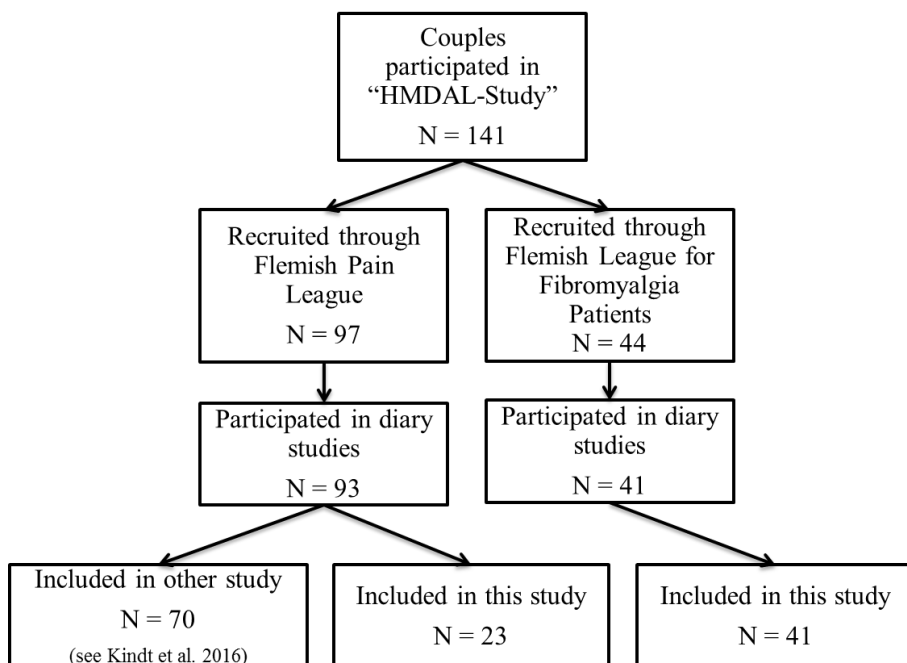 Couples
participated in
“HMDAL-Study”
N = 141
Recruited through
Flemish Pain
League
N = 97
Recruited through
Flemish League for
Fibromyalgia
Patients
N = 44
Participated in diary
studies
N = 93
Participated in diary
studies
N = 41
Included in other study
N = 70
(see Kindt et al. 2016)
Included in this study
N = 23
Included in this study
N = 41